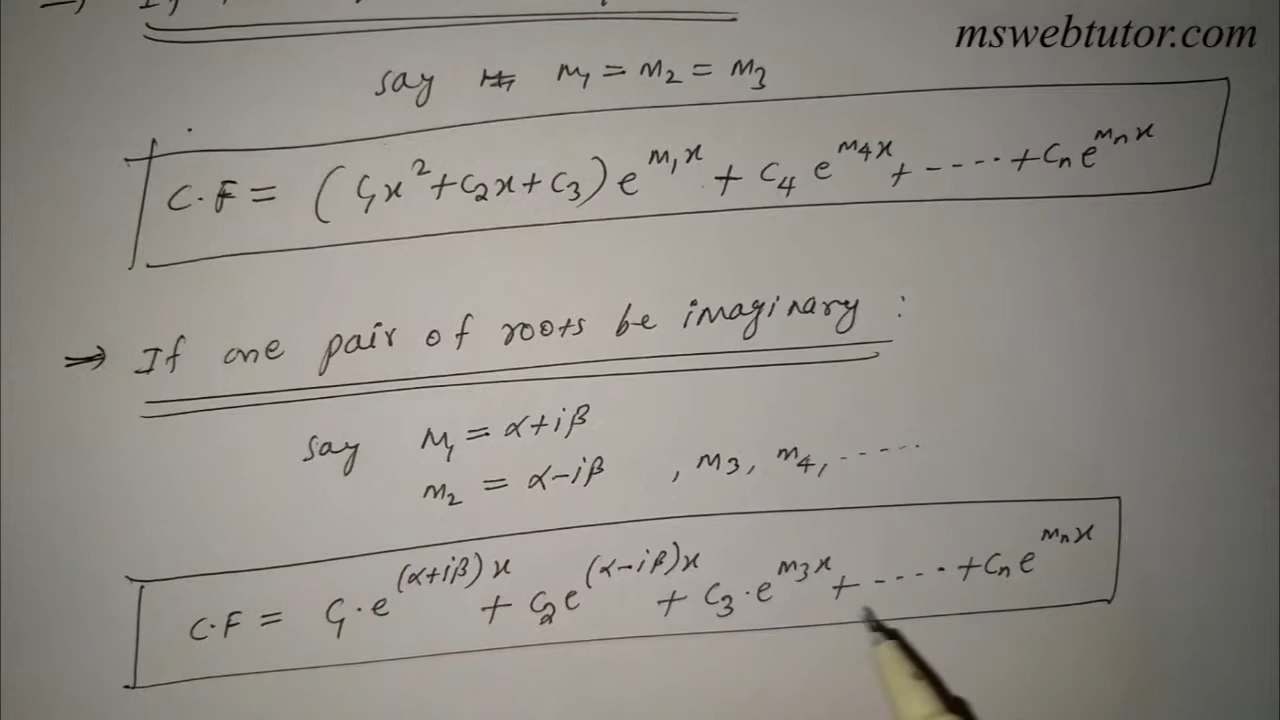 mswebtutor.com
say m₁ = m₂ = m₃
C.F = (c₁x² + c₂x + c₃) e^{m₁x} + c₄ e^{m₄x} + ---- + cₙ e^{mₙx}
⇒ If one pair of roots be imaginary :
say m₁ = α+iβ
m₂ = α-iβ , m₃, m₄, ------
C.F = c₁·e^{(α+iβ)x} + c₂e^{(α-iβ)x} + c₃·e^{m₃x} + ---- + cₙe^{mₙx}